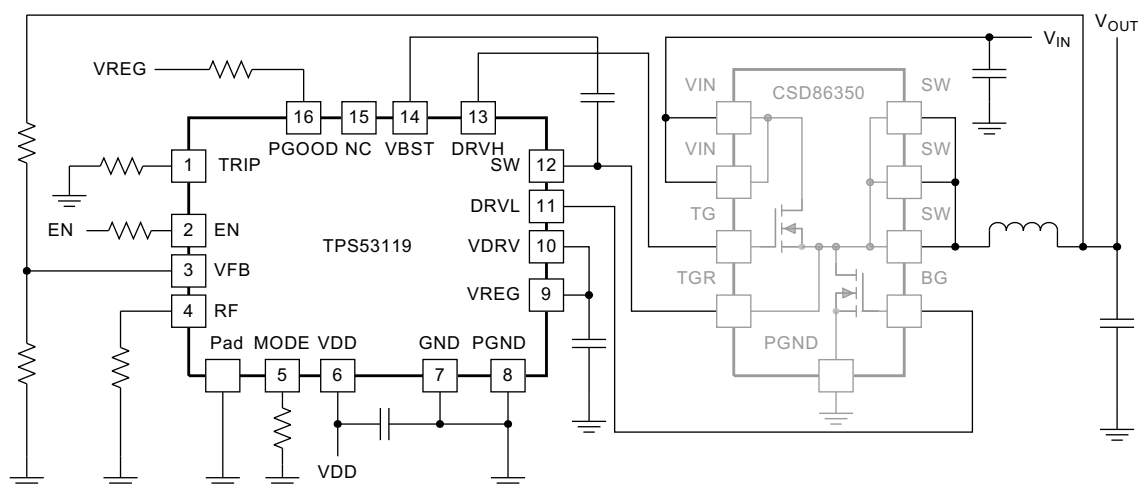 VOUT
VIN
VREG
16
15
14
13
PGOOD NC VBST DRVH
1
TRIP
SW
12
EN
2
EN
DRVL
11
TPS53119
VDRV
10
3
VFB
VREG
9
4
RF
Pad MODE VDD GND PGND
5
6
7
8
VDD
CSD86350
VIN
VIN
TG
TGR
PGND
SW
SW
SW
BG